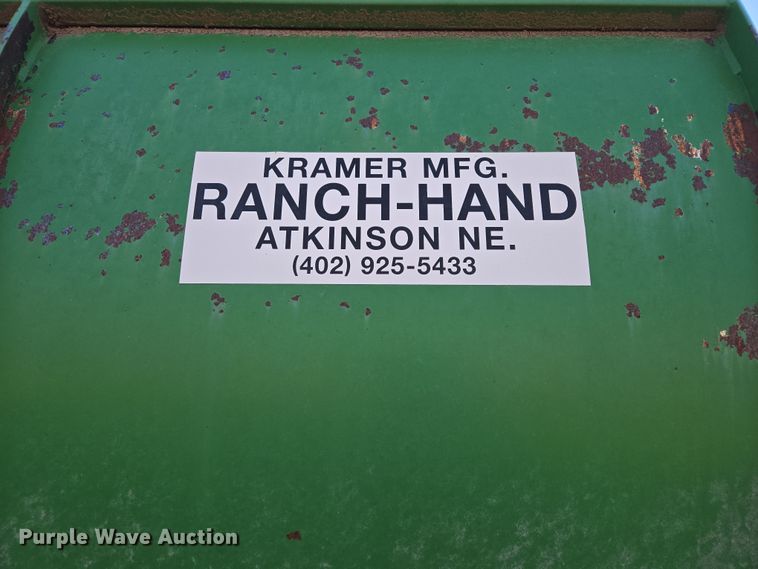 KRAMER MFG.
RANCH-HAND
ATKINSON NE.
(402) 925-5433
Purple Wave Auction